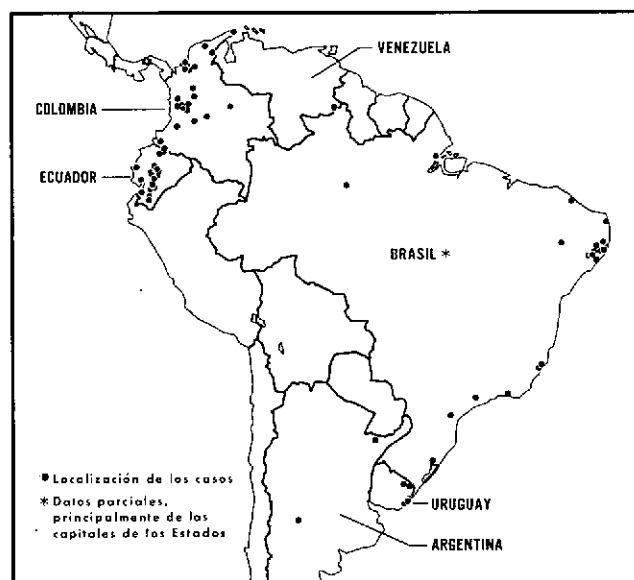 VENEZUELA
COLOMBIA
ECUADOR
BRASIL *
• Localización de los casos
* Datos parciales,
principalmente de las
capitales de los Estados
URUGUAY
ARGENTINA